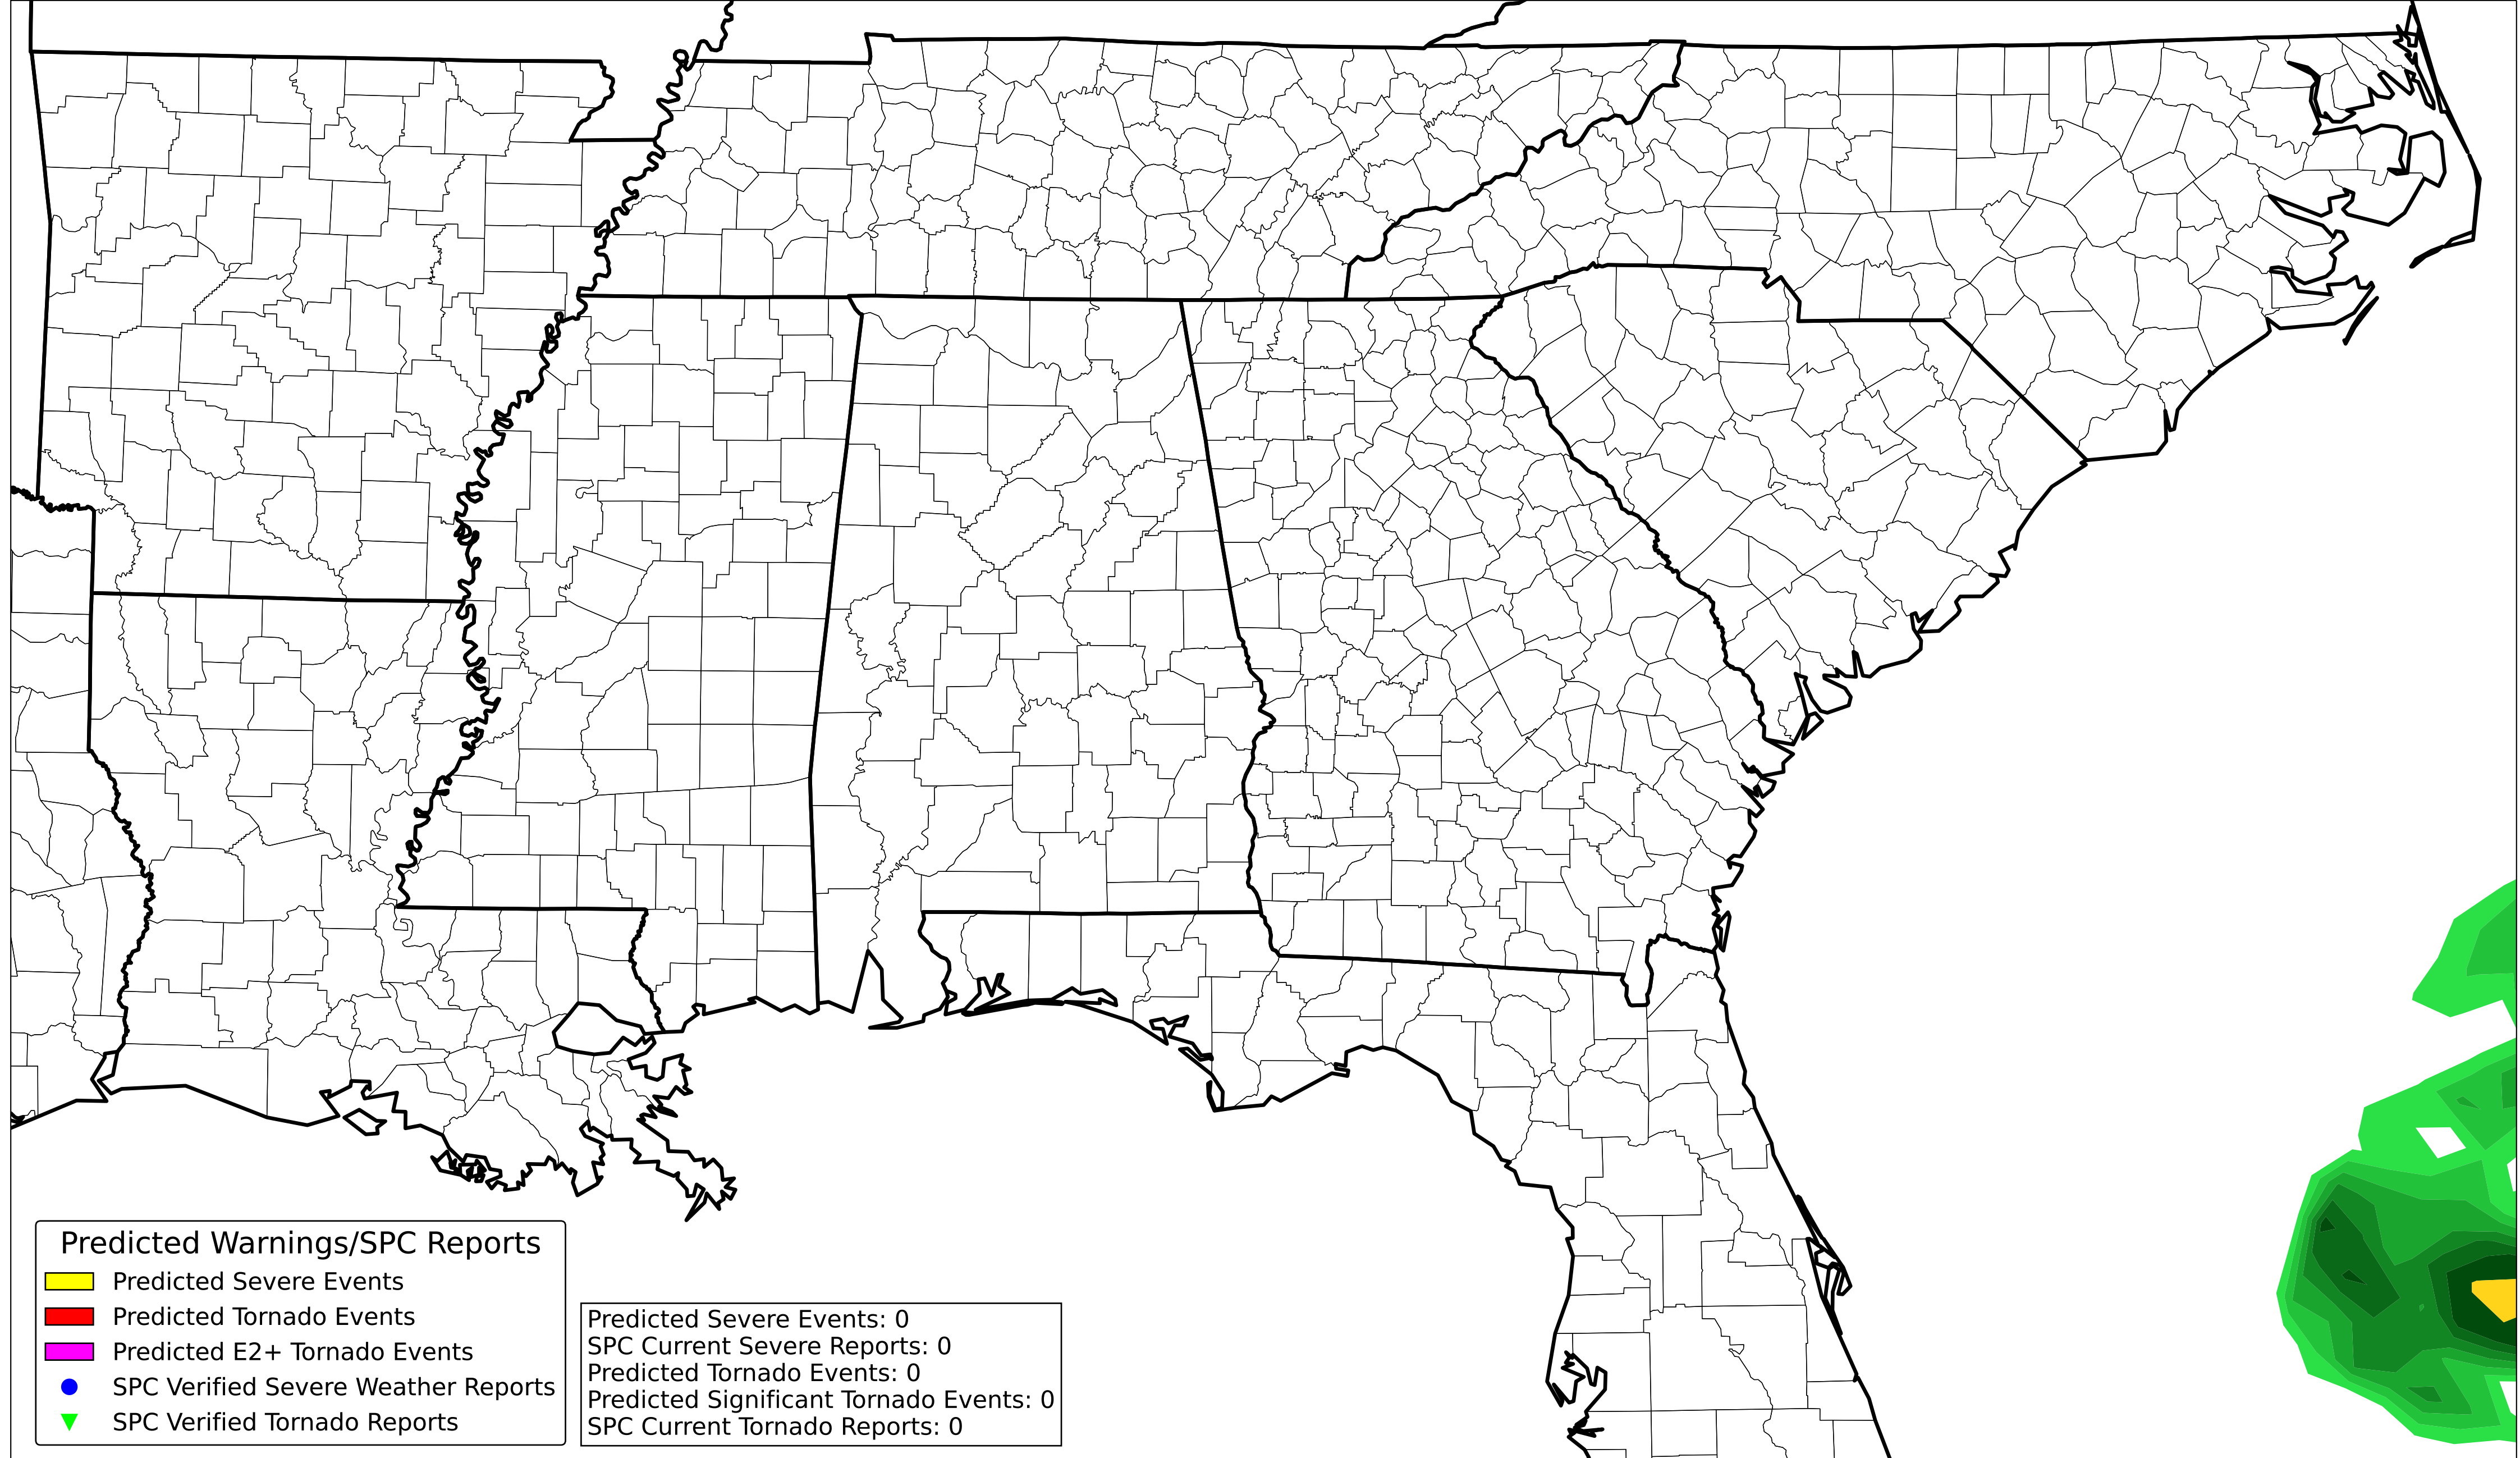 Predicted Warnings/SPC Reports
Predicted Severe Events
Predicted Tornado Events
Predicted E2+ Tornado Events
SPC Verified Severe Weather Reports
SPC Verified Tornado Reports
Predicted Severe Events: 0
SPC Current Severe Reports: 0
Predicted Tornado Events: 0
Predicted Significant Tornado Events: 0
SPC Current Tornado Reports: 0